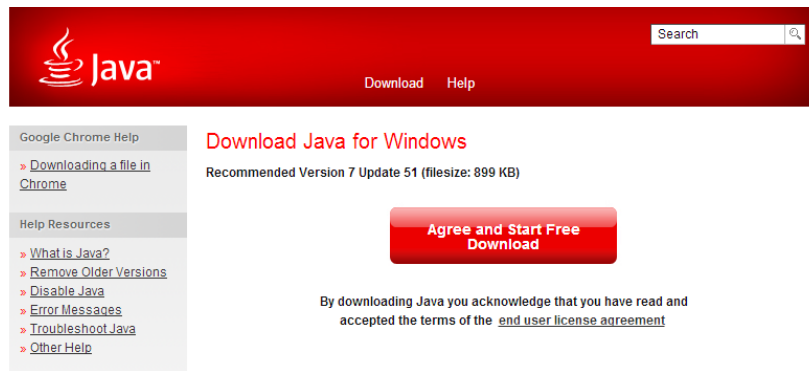 Java™
Search
Download Help
Google Chrome Help
» Downloading a file in
Chrome
Help Resources
» What is Java?
» Remove Older Versions
» Disable Java
» Error Messages
» Troubleshoot Java
» Other Help
Download Java for Windows
Recommended Version 7 Update 51 (filesize: 899 KB)
Agree and Start Free
Download
By downloading Java you acknowledge that you have read and
accepted the terms of the end user license agreement